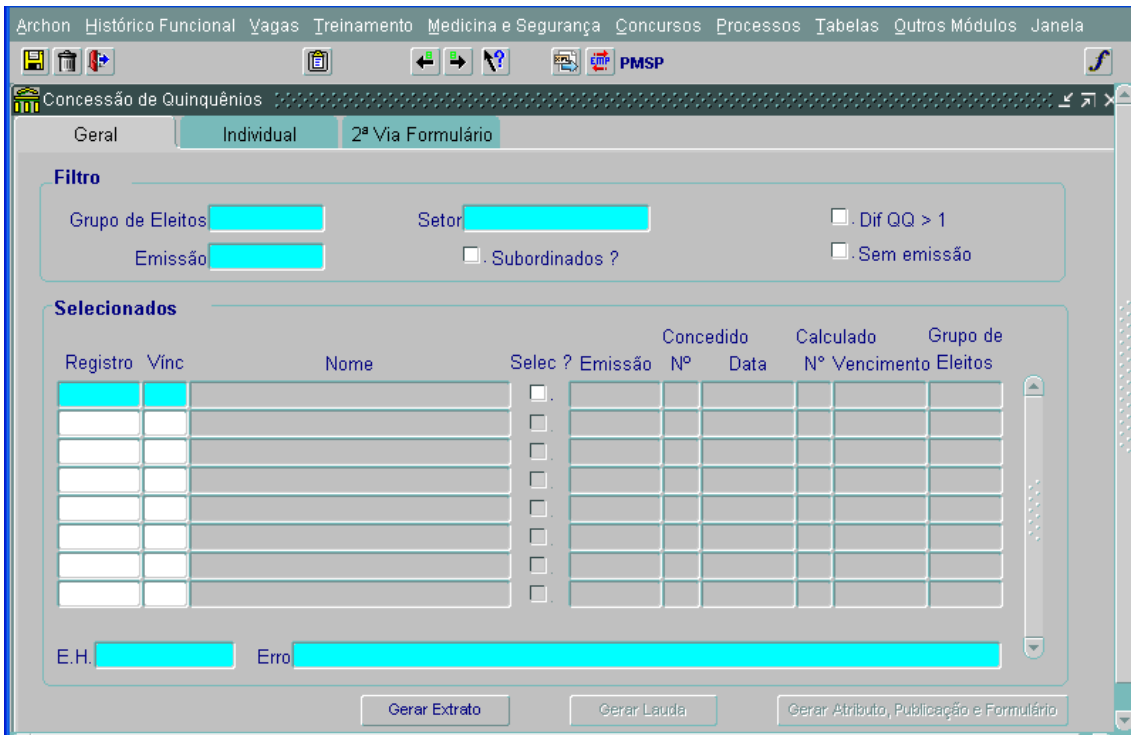 Archon Histórico Funcional Vagas Treinamento Medicina e Segurança Concursos Processos Tabelas Outros Módulos Janela
EMP PMSP f
Concessão de Quinquênios
Geral Individual 2ª Via Formulário
Filtro
Grupo de Eleitos Setor . Dif QQ > 1
Emissão . Subordinados ? . Sem emissão
Selecionados
Concedido Calculado Grupo de
Registro Vínc Nome Selec ? Emissão Nº Data N° Vencimento Eleitos
E.H. Erro
Gerar Extrato Gerar Lauda Gerar Atributo, Publicação e Formulário